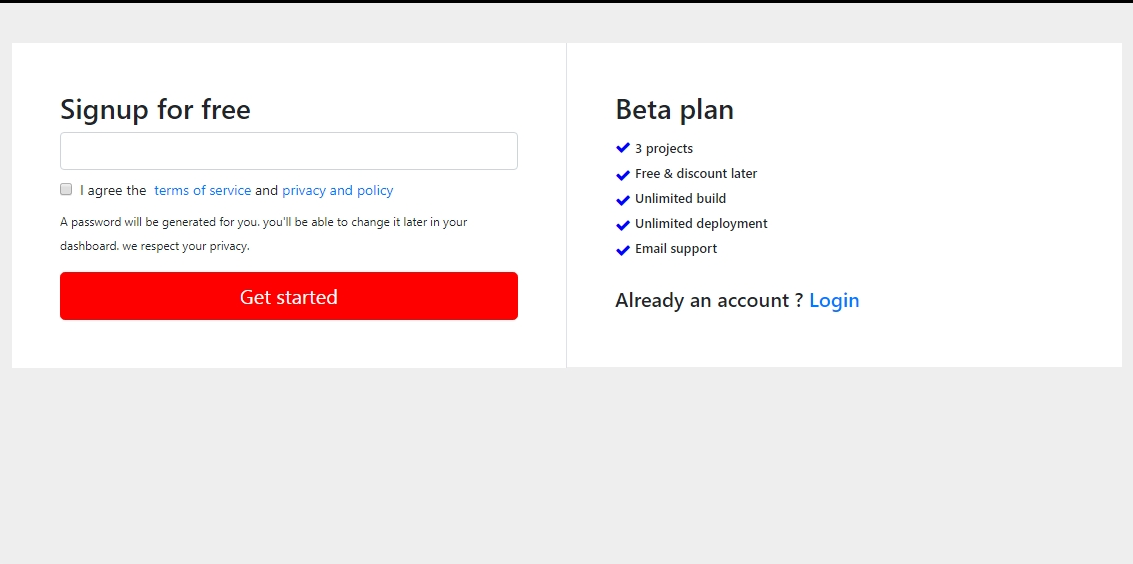 Signup for free
I agree the terms of service and privacy and policy
A password will be generated for you. you'll be able to change it later in your
dashboard. we respect your privacy.
Get started
Beta plan
3 projects
Free & discount later
Unlimited build
Unlimited deployment
Email support
Already an account ? Login